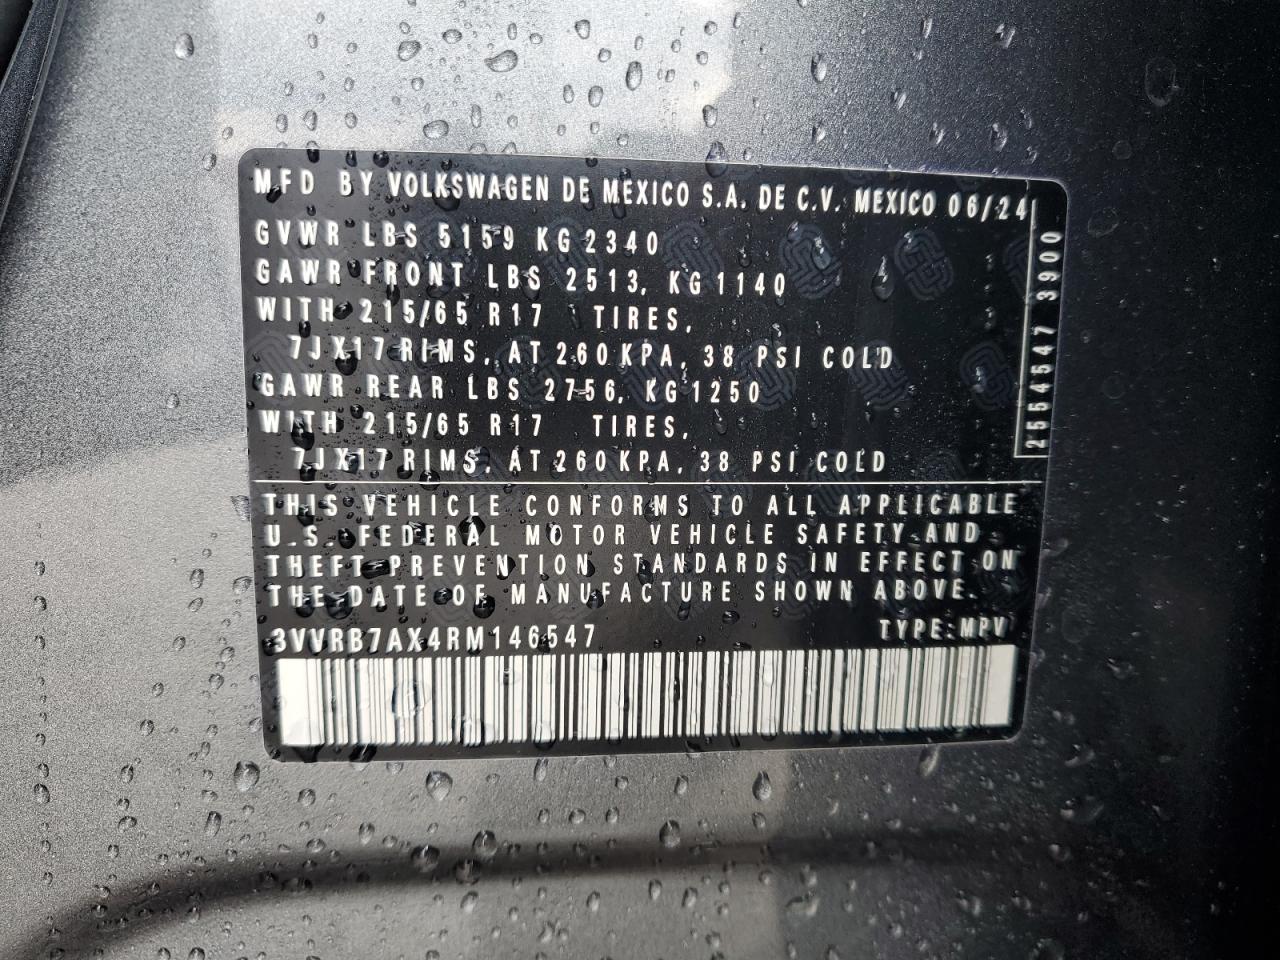 MFD BY VOLKSWAGEN DE MEXICO S.A. DE C.V. MEXICO 06/24
GVWR LBS 5159 KG 2340
GAWR FRONT LBS 2513, KG 1140
WITH 215/65 R17 TIRES,
7JX17 RIMS, AT 260 KPA, 38 PSI COLD
GAWR REAR LBS 2756, KG 1250
WITH 215/65 R17 TIRES,
7JX17 RIMS, AT 260 KPA, 38 PSI COLD
2554547 3900
THIS VEHICLE CONFORMS TO ALL APPLICABLE
U.S. FEDERAL MOTOR VEHICLE SAFETY AND
THEFT PREVENTION STANDARDS IN EFFECT ON
THE DATE OF MANUFACTURE SHOWN ABOVE.
3VVRB7AX4RM146547 TYPE:MPV